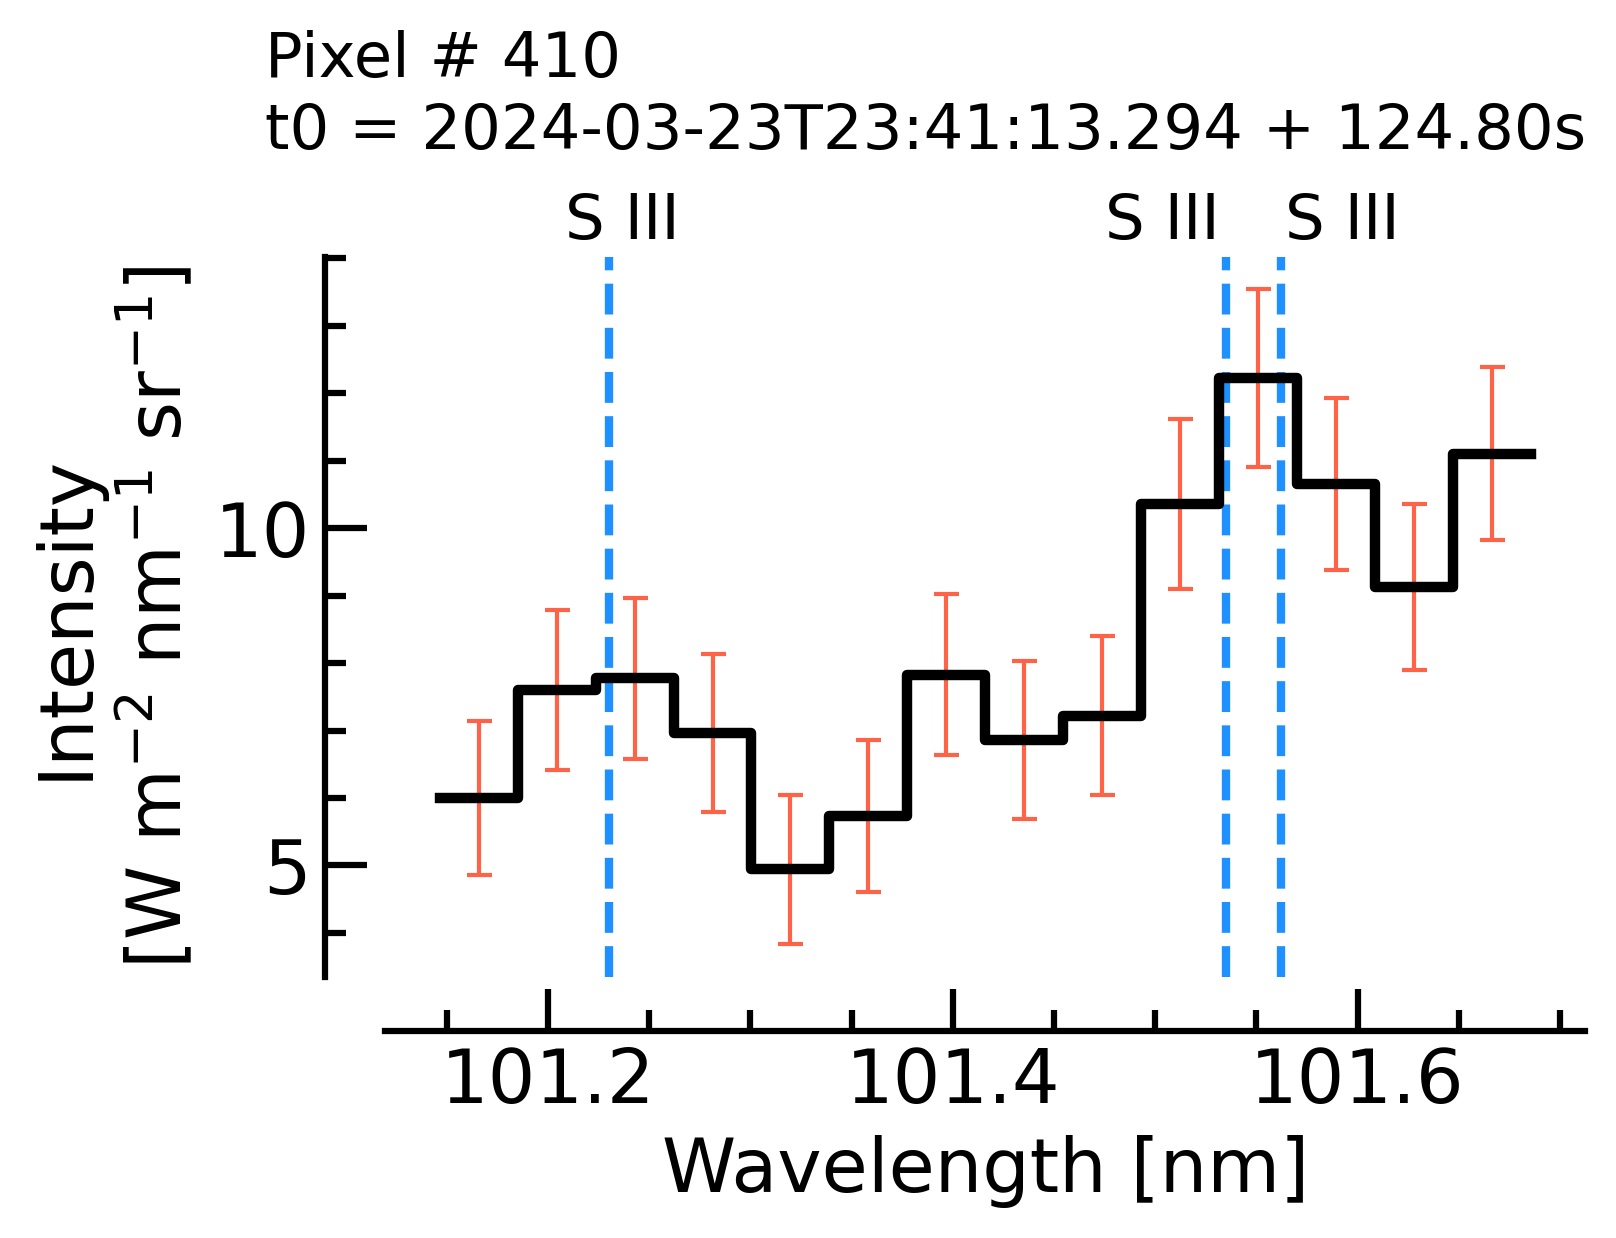 Pixel # 410
t0 = 2024-03-23T23:41:13.294 + 124.80s
S III S III S III
Intensity
[W m⁻² nm⁻¹ sr⁻¹]
10
5
101.2 101.4 101.6
Wavelength [nm]